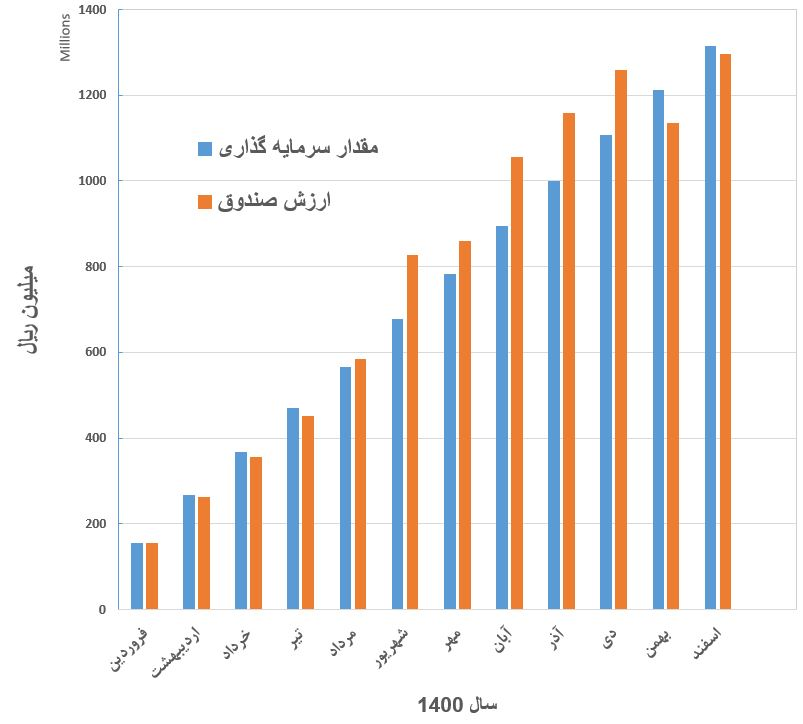 Millions
1400
1200
1000
800
600
400
200
0
مقدار سرمایه گذاری
ارزش صندوق
میلیون ریال
فروردین
اردیبهشت
خرداد
تیر
مرداد
شهریور
مهر
آبان
آذر
دی
بهمن
اسفند
سال 1400